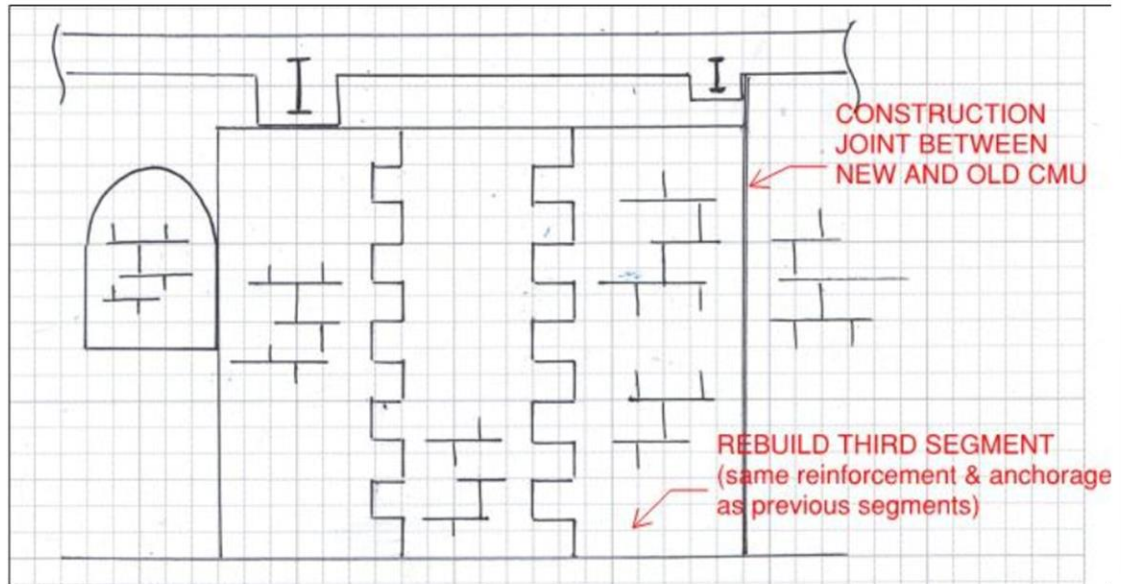 CONSTRUCTION
JOINT BETWEEN
NEW AND OLD CMU
REBUILD THIRD SEGMENT
(same reinforcement & anchorage
as previous segments)